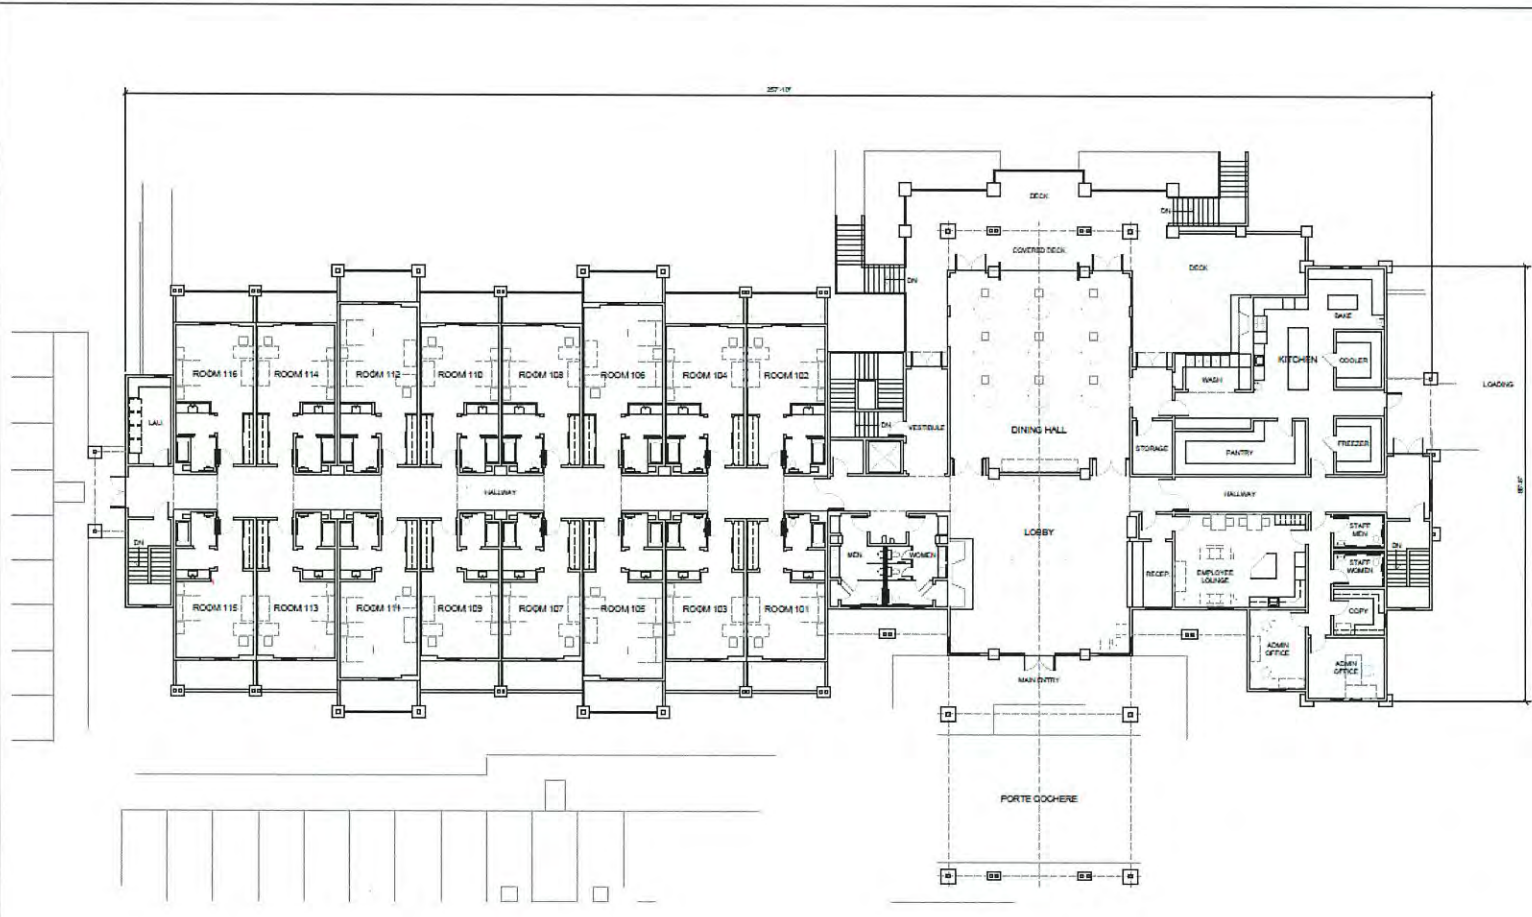 257'-10"
DECK
DN
COVERED DECK
DECK
DN
BAKE
ROOM 116
ROOM 114
ROOM 112
ROOM 110
ROOM 108
ROOM 106
ROOM 104
ROOM 102
KITCHEN
COOLER
WASH
LOADING
LAU.
DN
VESTIBULE
DINING HALL
STORAGE
PANTRY
FREEZER
HALLWAY
HALLWAY
LOBBY
STAFF
MEN
DN
MEN
WOMEN
RECEP.
EMPLOYEE
LOUNGE
STAFF
WOMEN
DN
COPY
ROOM 115
ROOM 113
ROOM 111
ROOM 109
ROOM 107
ROOM 105
ROOM 103
ROOM 101
ADMIN
OFFICE
ADMIN
OFFICE
MAIN ENTRY
PORTE COCHERE